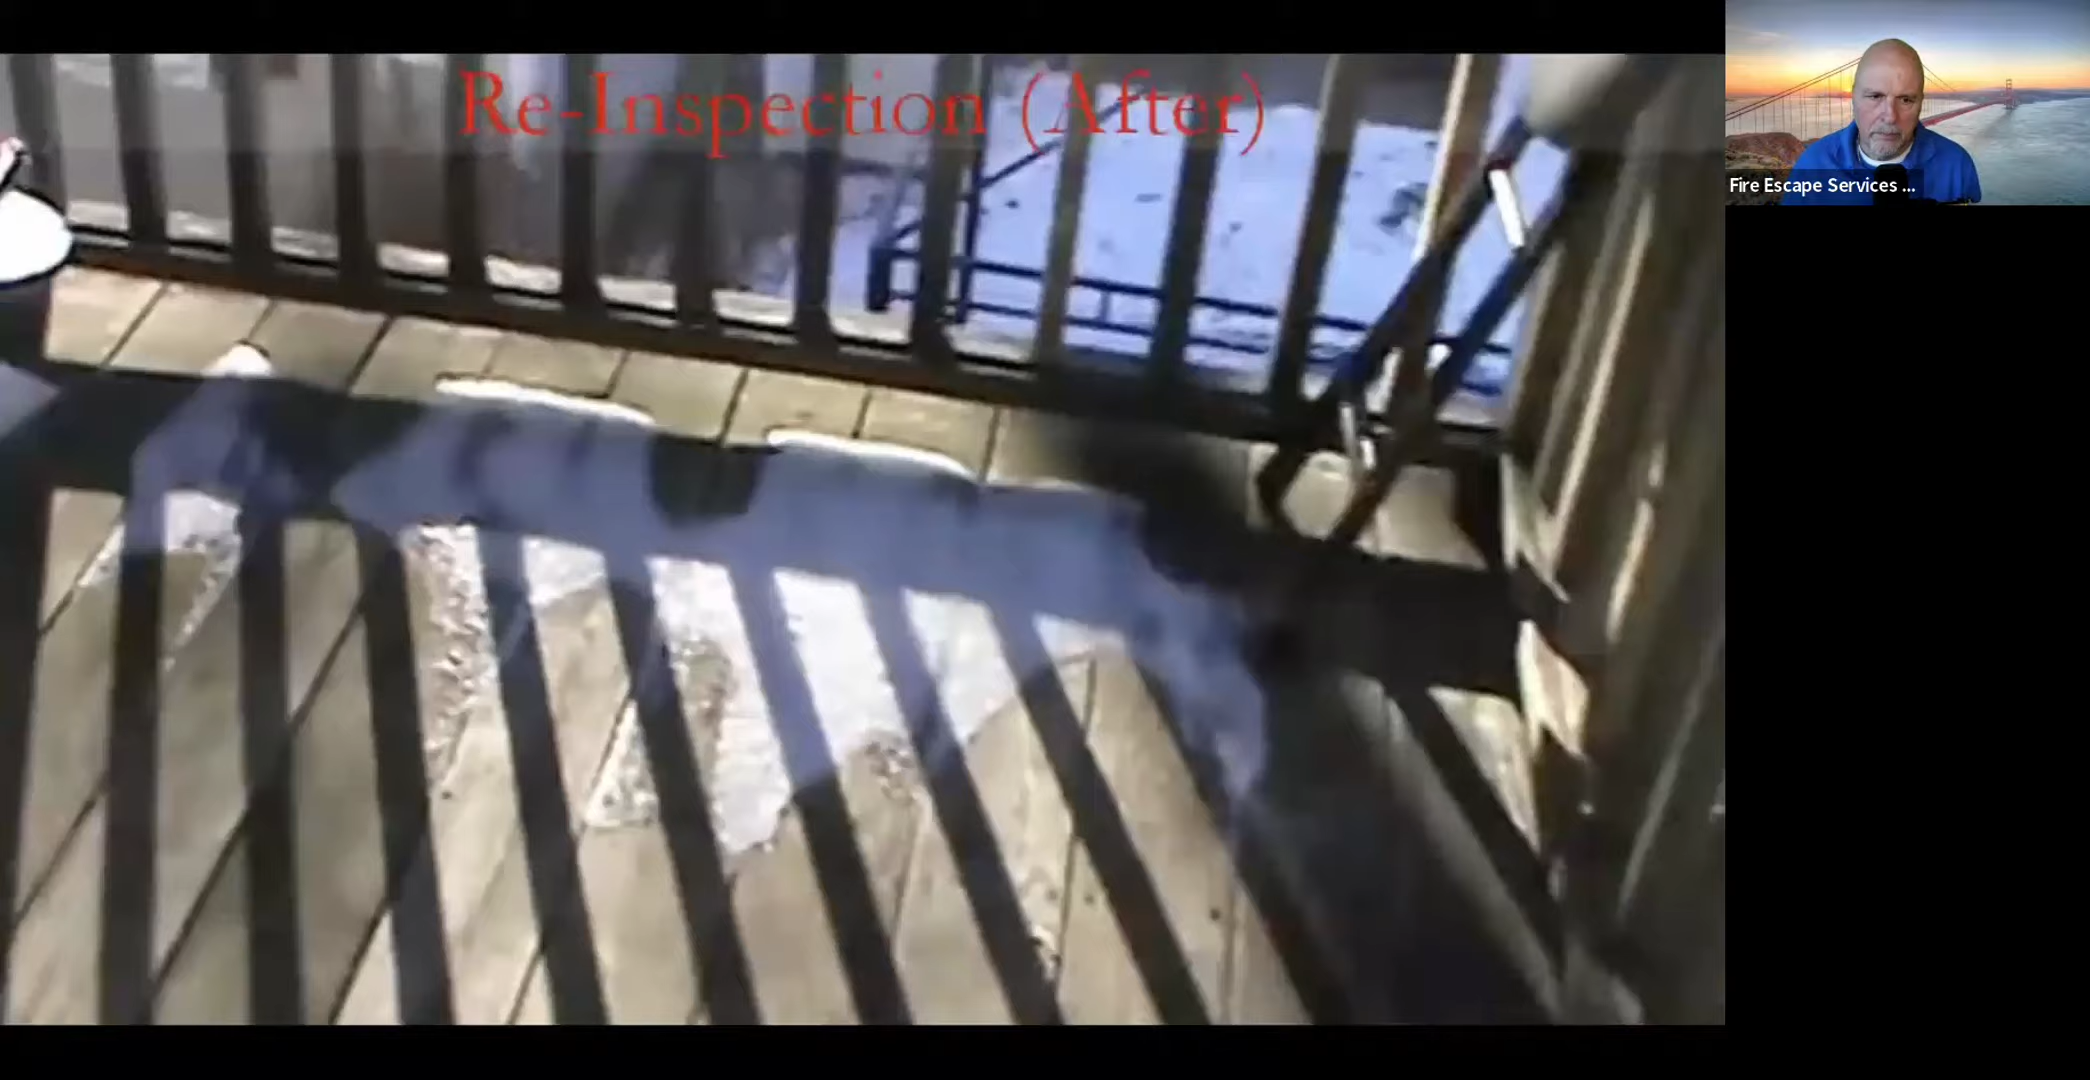 Re-Inspection (After)
Fire Escape Services ...